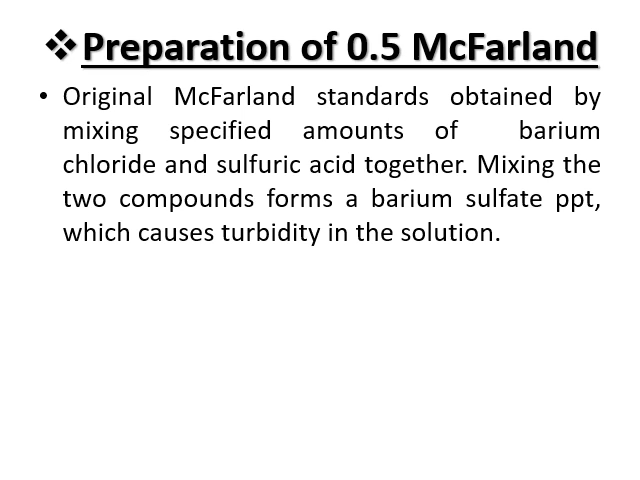 ❖Preparation of 0.5 McFarland
• Original McFarland standards obtained by
mixing specified amounts of barium
chloride and sulfuric acid together. Mixing the
two compounds forms a barium sulfate ppt,
which causes turbidity in the solution.